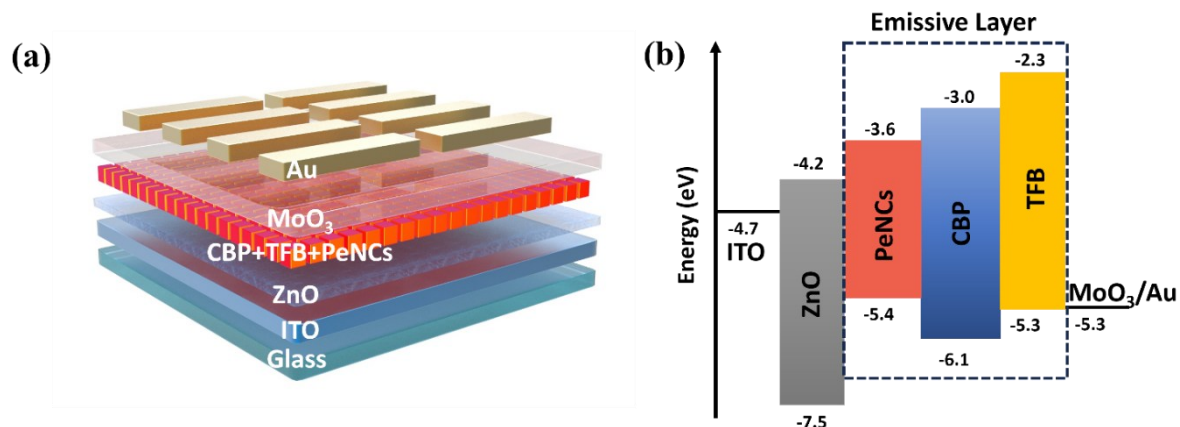 (a)
Au
MoO₃
CBP+TFB+PeNCs
ZnO
ITO
Glass
(b)
Emissive Layer
Energy (eV)
-4.7
ITO
-4.2
ZnO
-7.5
-3.6
PeNCs
-5.4
-3.0
CBP
-6.1
-2.3
TFB
-5.3
MoO₃/Au
-5.3